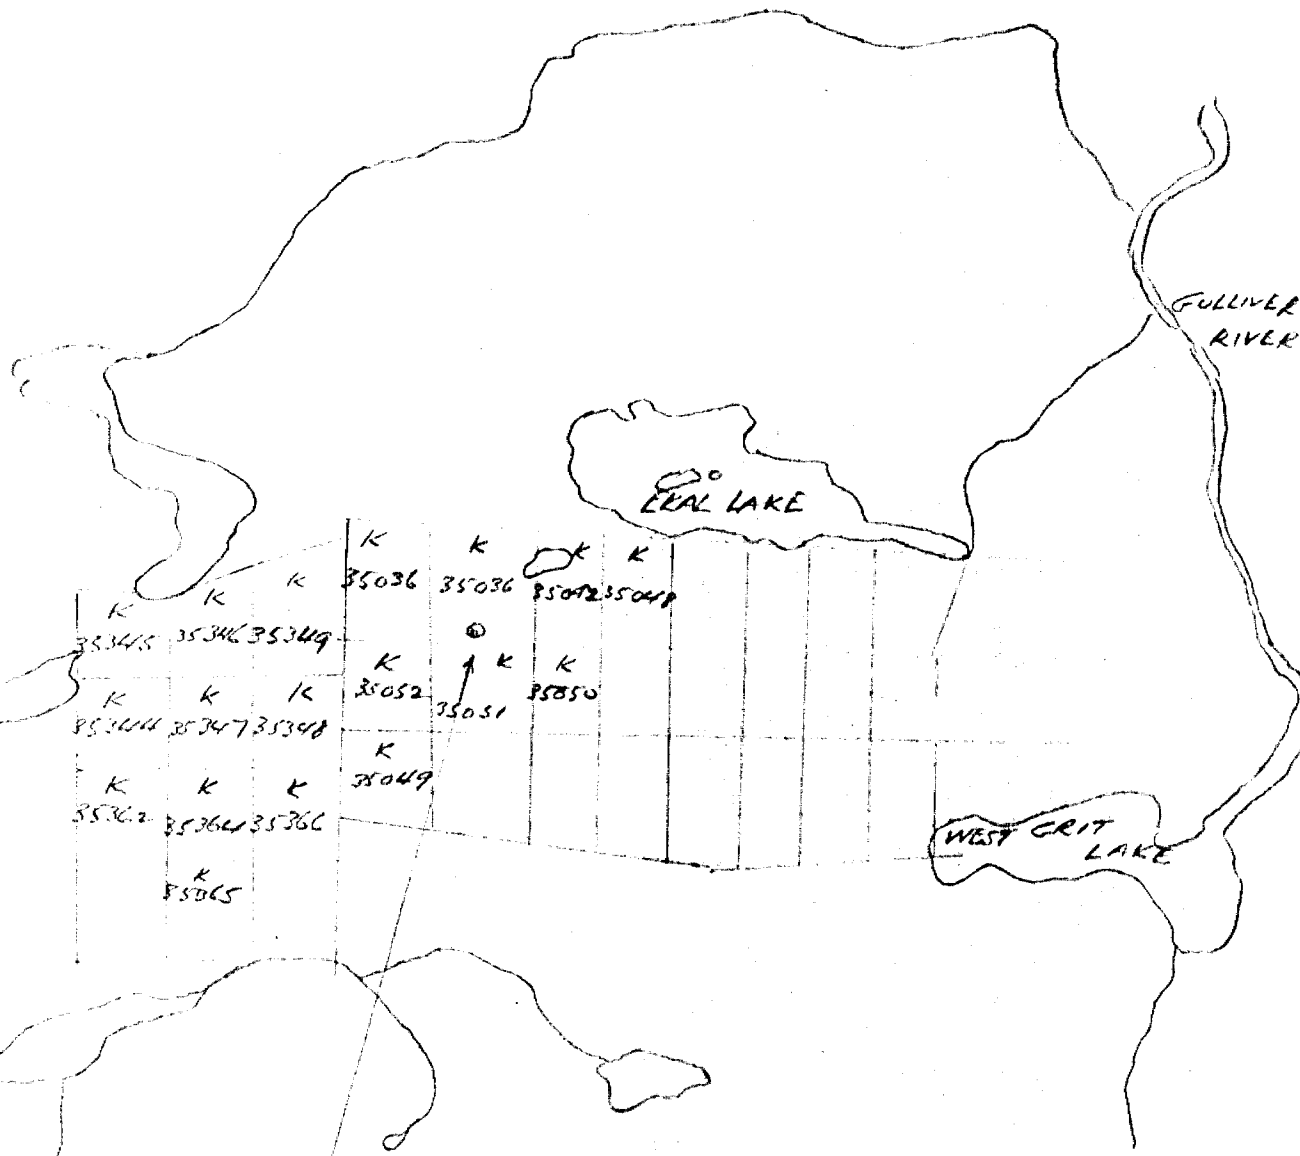 GULLIVER
RIVER
EKAL LAKE
K K K K
35036 35036 35042 35048
K K K
35345 35346 35349
K K K
35052 35051 35050
K K K
35344 35347 35348
K
35049
K K K
35362 35364 35366
WEST GRIT
LAKE
K
35065